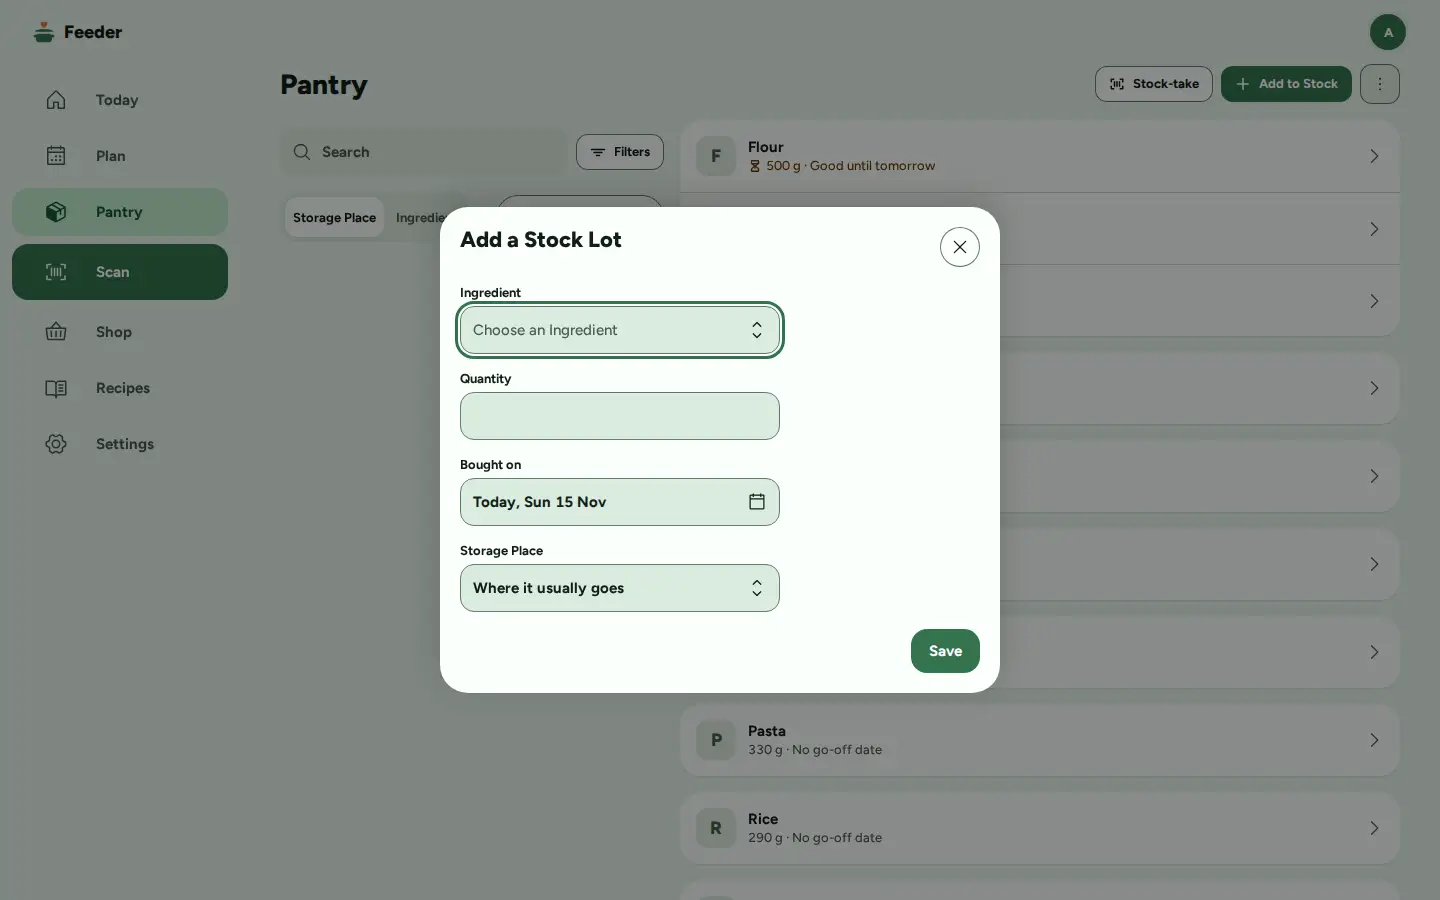 Feeder
A
Today
Plan
Pantry
Scan
Shop
Recipes
Settings
Pantry
Stock-take
Add to Stock
Search
Filters
Storage Place
F
Flour
500 g · Good until tomorrow
Add a Stock Lot
Ingredient
Choose an Ingredient
Quantity
Bought on
Today, Sun 15 Nov
Storage Place
Where it usually goes
Save
P
Pasta
330 g · No go-off date
R
Rice
290 g · No go-off date